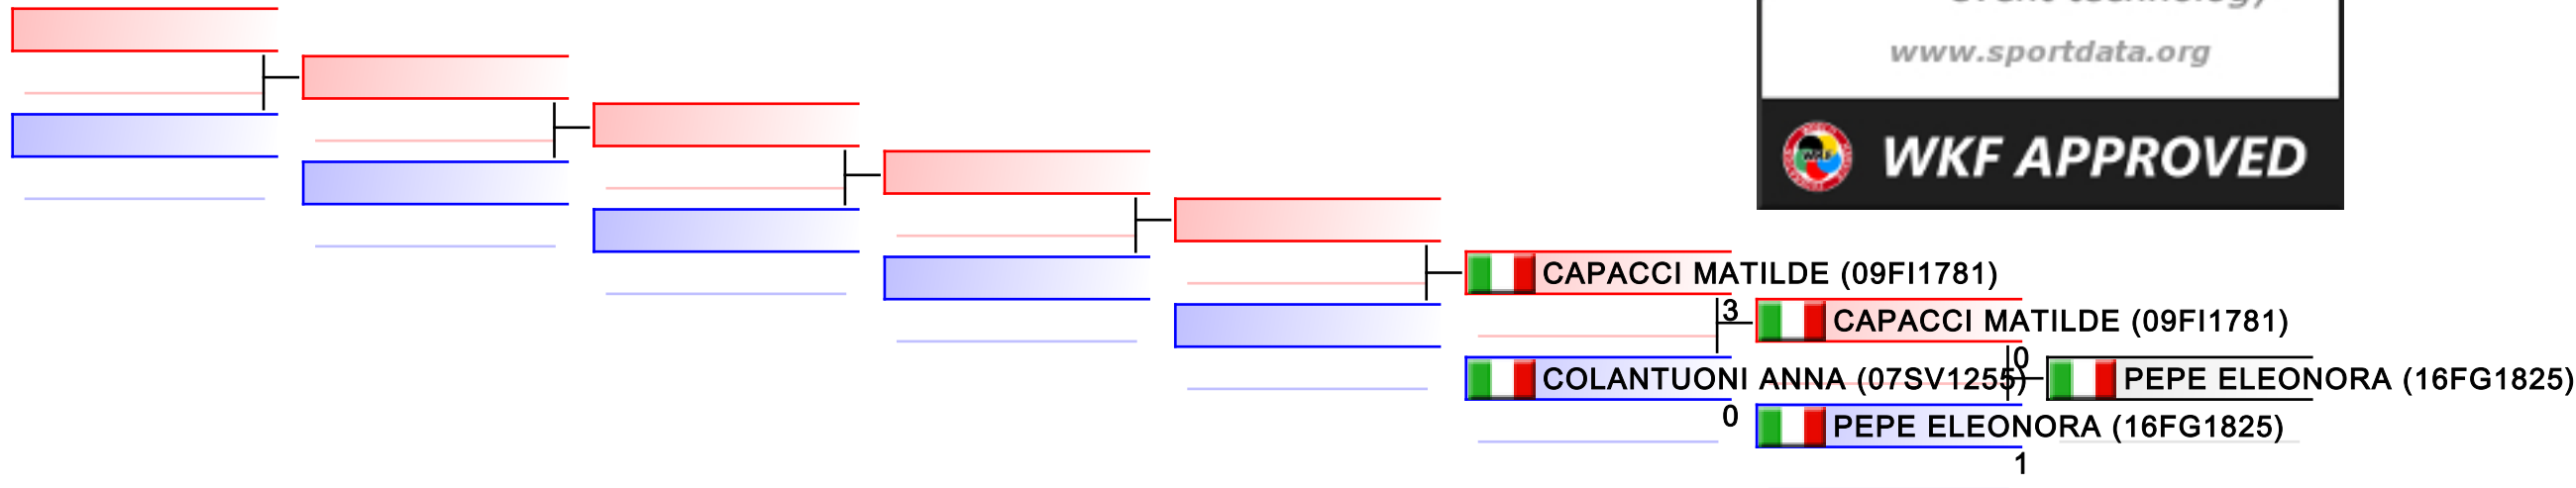 www.sportdata.org
WKF APPROVED
CAPACCI MATILDE (09FI1781)
3
CAPACCI MATILDE (09FI1781)
0
COLANTUONI ANNA (07SV1255)
PEPE ELEONORA (16FG1825)
0
PEPE ELEONORA (16FG1825)
1